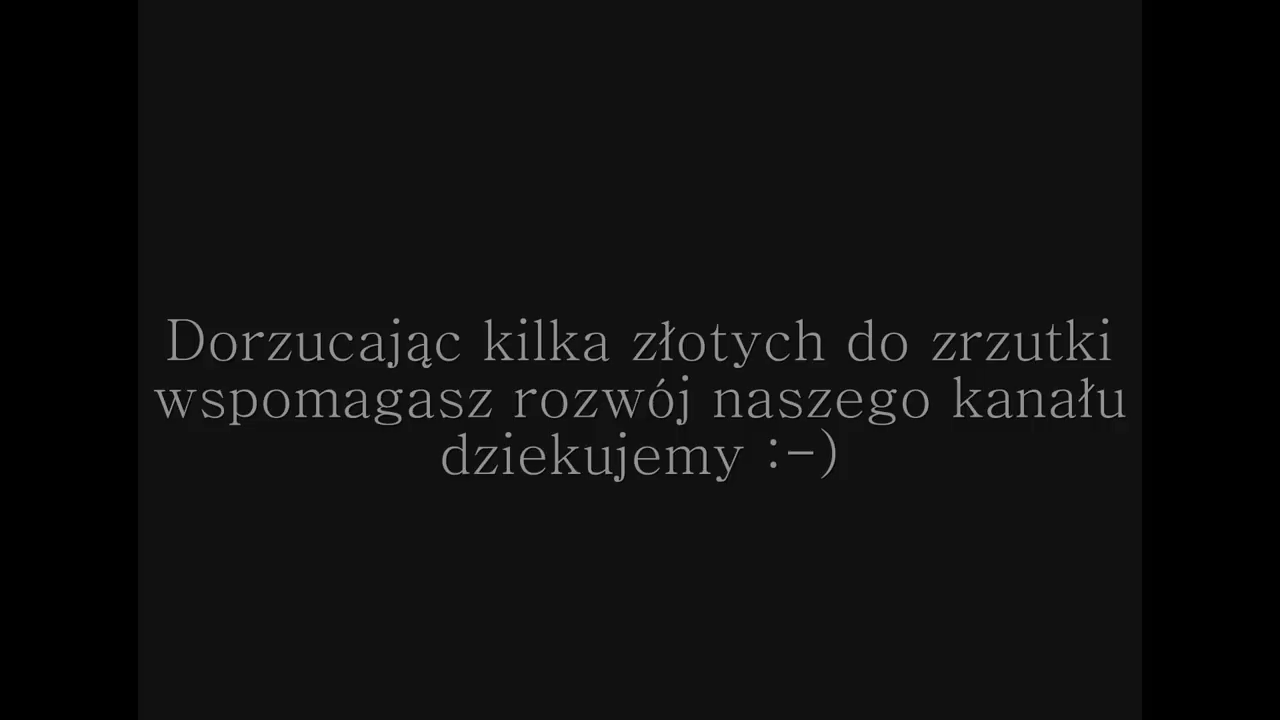 Dorzucając kilka złotych do zrzutki
wspomagasz rozwój naszego kanału
dziekujemy :-)